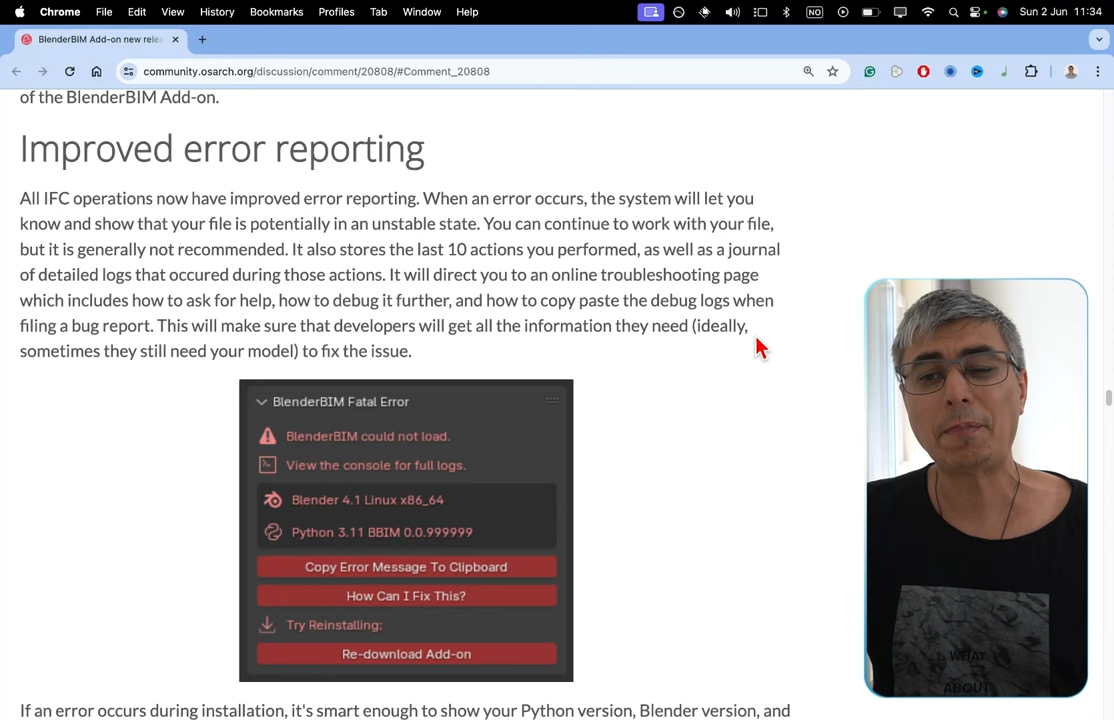 Chrome File Edit View History Bookmarks Profiles Tab Window Help NO Sun 2 Jun 11:34
BlenderBIM Add-on new rele
community.osarch.org/discussion/comment/20808/#Comment_20808
of the BlenderBIM Add-on.
Improved error reporting
All IFC operations now have improved error reporting. When an error occurs, the system will let you
know and show that your file is potentially in an unstable state. You can continue to work with your file,
but it is generally not recommended. It also stores the last 10 actions you performed, as well as a journal
of detailed logs that occured during those actions. It will direct you to an online troubleshooting page
which includes how to ask for help, how to debug it further, and how to copy paste the debug logs when
filing a bug report. This will make sure that developers will get all the information they need (ideally,
sometimes they still need your model) to fix the issue.
BlenderBIM Fatal Error
BlenderBIM could not load.
View the console for full logs.
Blender 4.1 Linux x86_64
Python 3.11 BBIM 0.0.999999
Copy Error Message To Clipboard
How Can I Fix This?
Try Reinstalling:
Re-download Add-on
If an error occurs during installation, it's smart enough to show your Python version, Blender version, and
WHAT
ABOUT